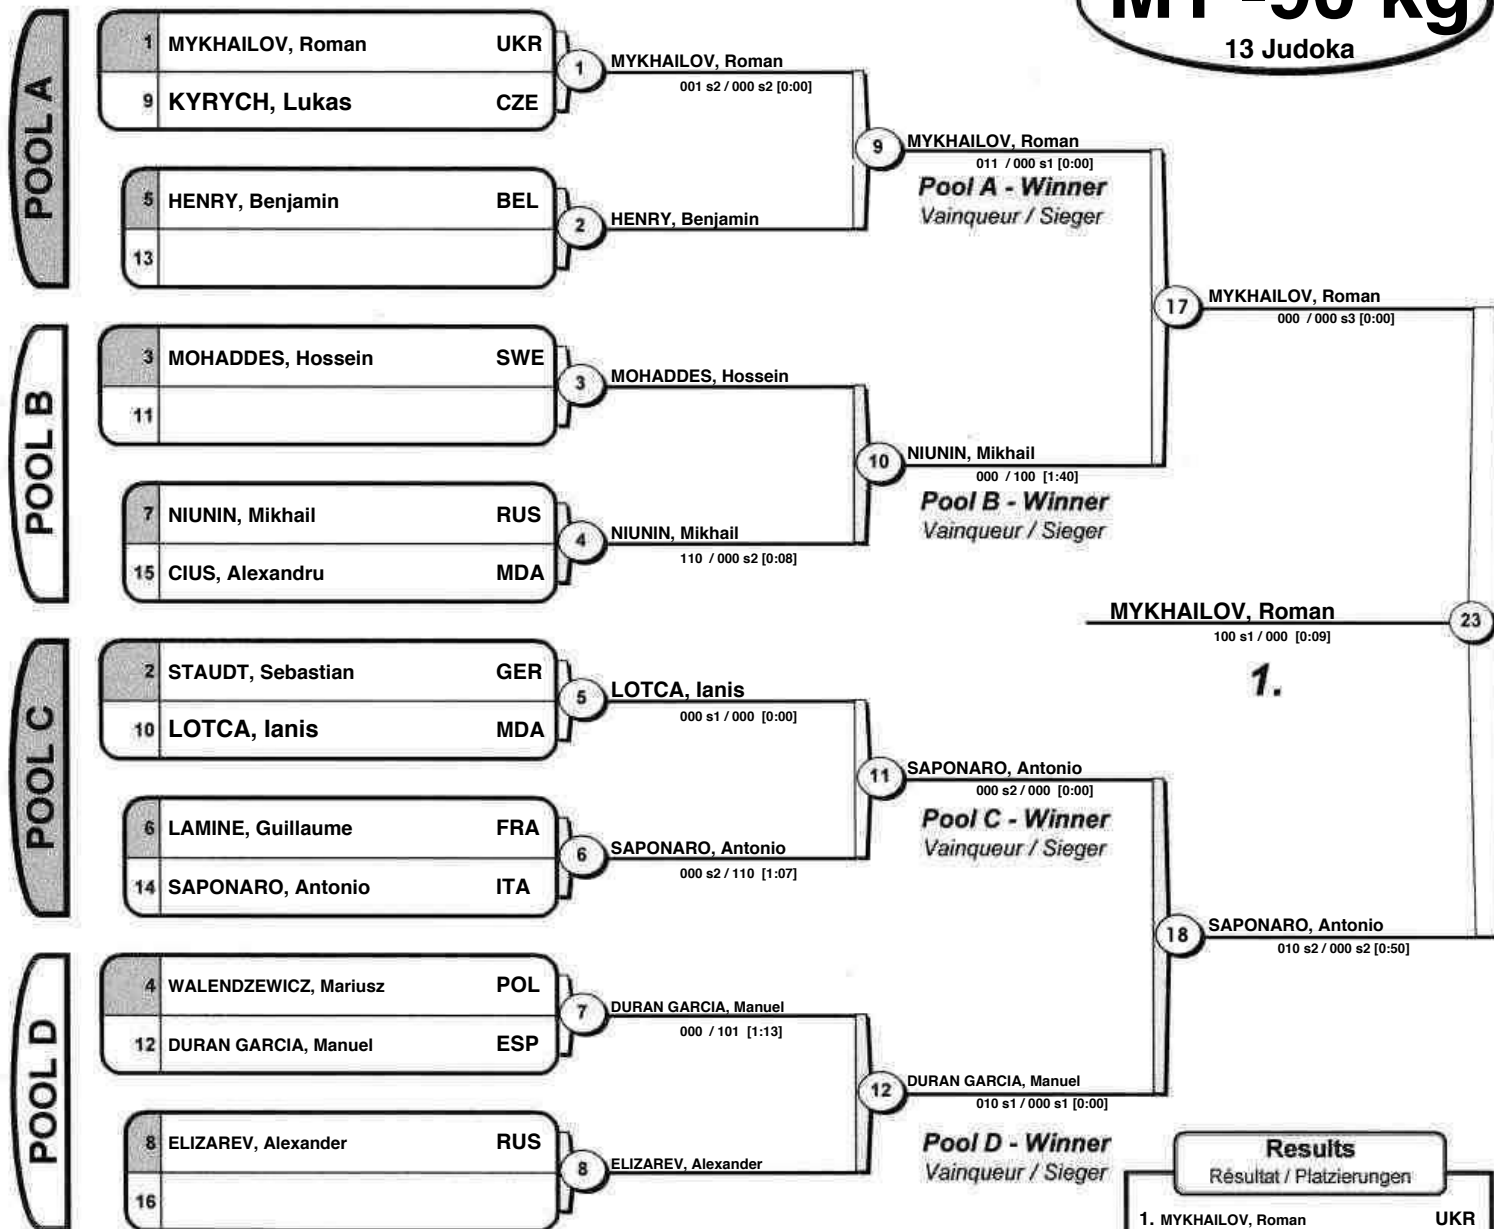 M1 -90 kg
13 Judoka
POOL A
1 MYKHAILOV, Roman UKR
9 KYRYCH, Lukas CZE
1
MYKHAILOV, Roman
001 s2 / 000 s2 [0:00]
5 HENRY, Benjamin BEL
13
2
HENRY, Benjamin
9
MYKHAILOV, Roman
011 / 000 s1 [0:00]
Pool A - Winner
Vainqueur / Sieger
POOL B
3 MOHADDES, Hossein SWE
11
3
MOHADDES, Hossein
7 NIUNIN, Mikhail RUS
15 CIUS, Alexandru MDA
4
NIUNIN, Mikhail
110 / 000 s2 [0:08]
10
NIUNIN, Mikhail
000 / 100 [1:40]
Pool B - Winner
Vainqueur / Sieger
17
MYKHAILOV, Roman
000 / 000 s3 [0:00]
MYKHAILOV, Roman
100 s1 / 000 [0:09]
1.
23
POOL C
2 STAUDT, Sebastian GER
10 LOTCA, Ianis MDA
5
LOTCA, Ianis
000 s1 / 000 [0:00]
6 LAMINE, Guillaume FRA
14 SAPONARO, Antonio ITA
6
SAPONARO, Antonio
000 s2 / 110 [1:07]
11
SAPONARO, Antonio
000 s2 / 000 [0:00]
Pool C - Winner
Vainqueur / Sieger
POOL D
4 WALENDZEWICZ, Mariusz POL
12 DURAN GARCIA, Manuel ESP
7
DURAN GARCIA, Manuel
000 / 101 [1:13]
8 ELIZAREV, Alexander RUS
16
8
ELIZAREV, Alexander
12
DURAN GARCIA, Manuel
010 s1 / 000 s1 [0:00]
Pool D - Winner
Vainqueur / Sieger
18
SAPONARO, Antonio
010 s2 / 000 s2 [0:50]
Results
Résultat / Platzierungen
1. MYKHAILOV, Roman UKR